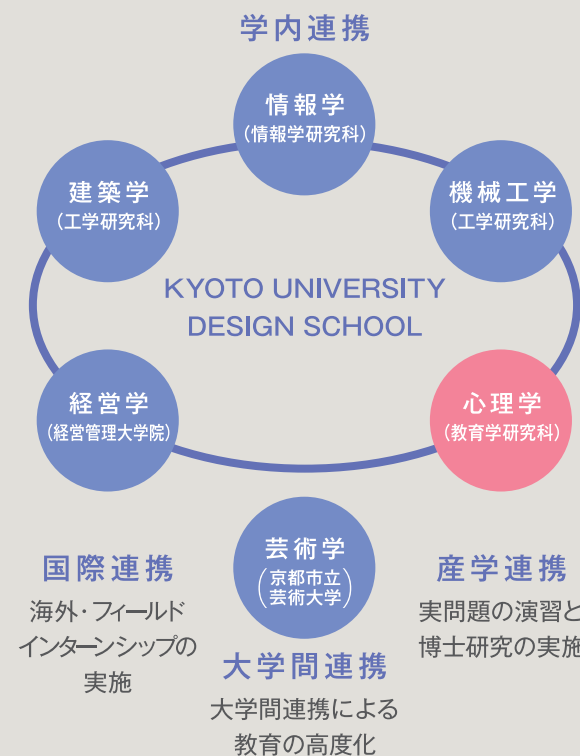 学内連携
情報学
（情報学研究科）
建築学
（工学研究科）
機械工学
（工学研究科）
KYOTO UNIVERSITY
DESIGN SCHOOL
経営学
（経営管理大学院）
心理学
（教育学研究科）
芸術学
（京都市立
芸術大学）
国際連携
海外・フィールド
インターンシップの
実施
大学間連携
大学間連携による
教育の高度化
産学連携
実問題の演習と
博士研究の実施